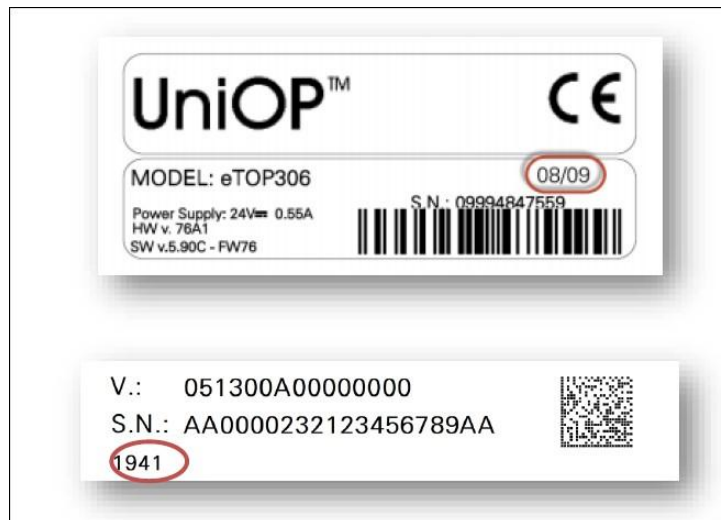 UniOP™ CE
MODEL: eTOP306 08/09
S.N.: 09994847559
Power Supply: 24V⎓ 0.55A
HW v. 76A1
SW v.5.90C - FW76
V.: 051300A00000000
S.N.: AA0000232123456789AA
1941